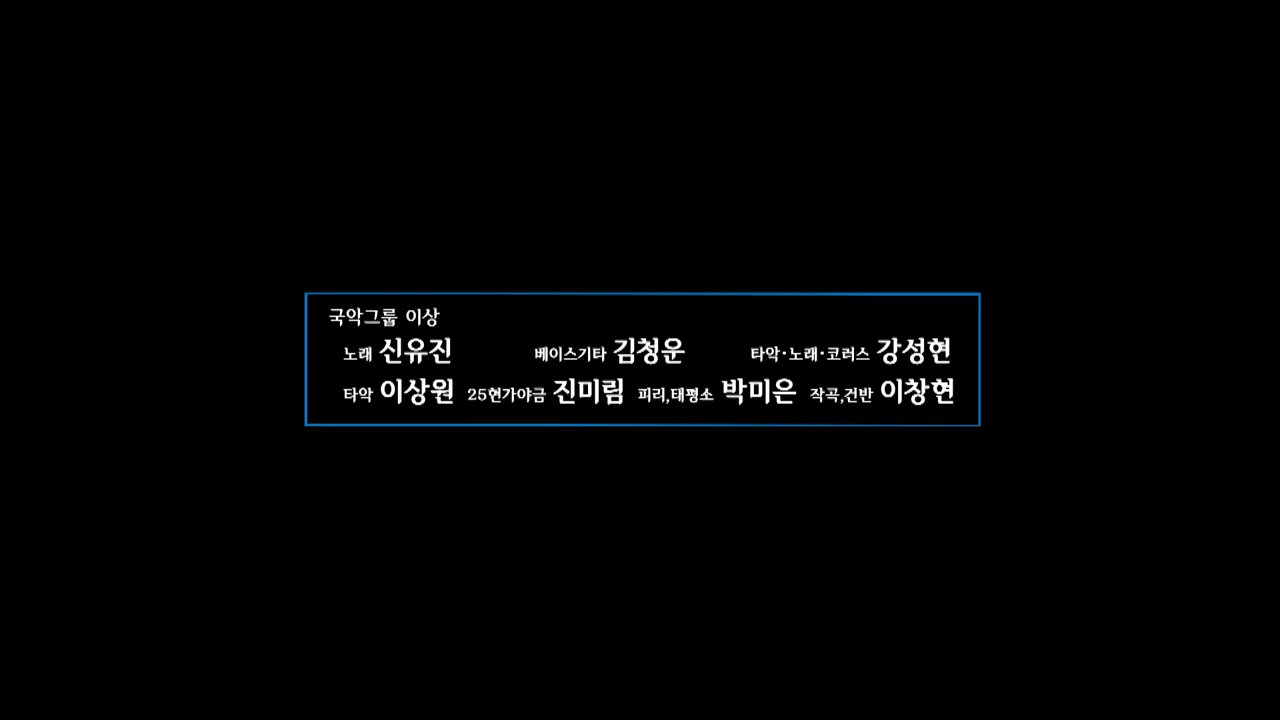 국악그룹 이상
노래 신유진 베이스기타 김청운 타악·노래·코러스 강성현
타악 이상원 25현가야금 진미림 피리,태평소 박미은 작곡,건반 이창현